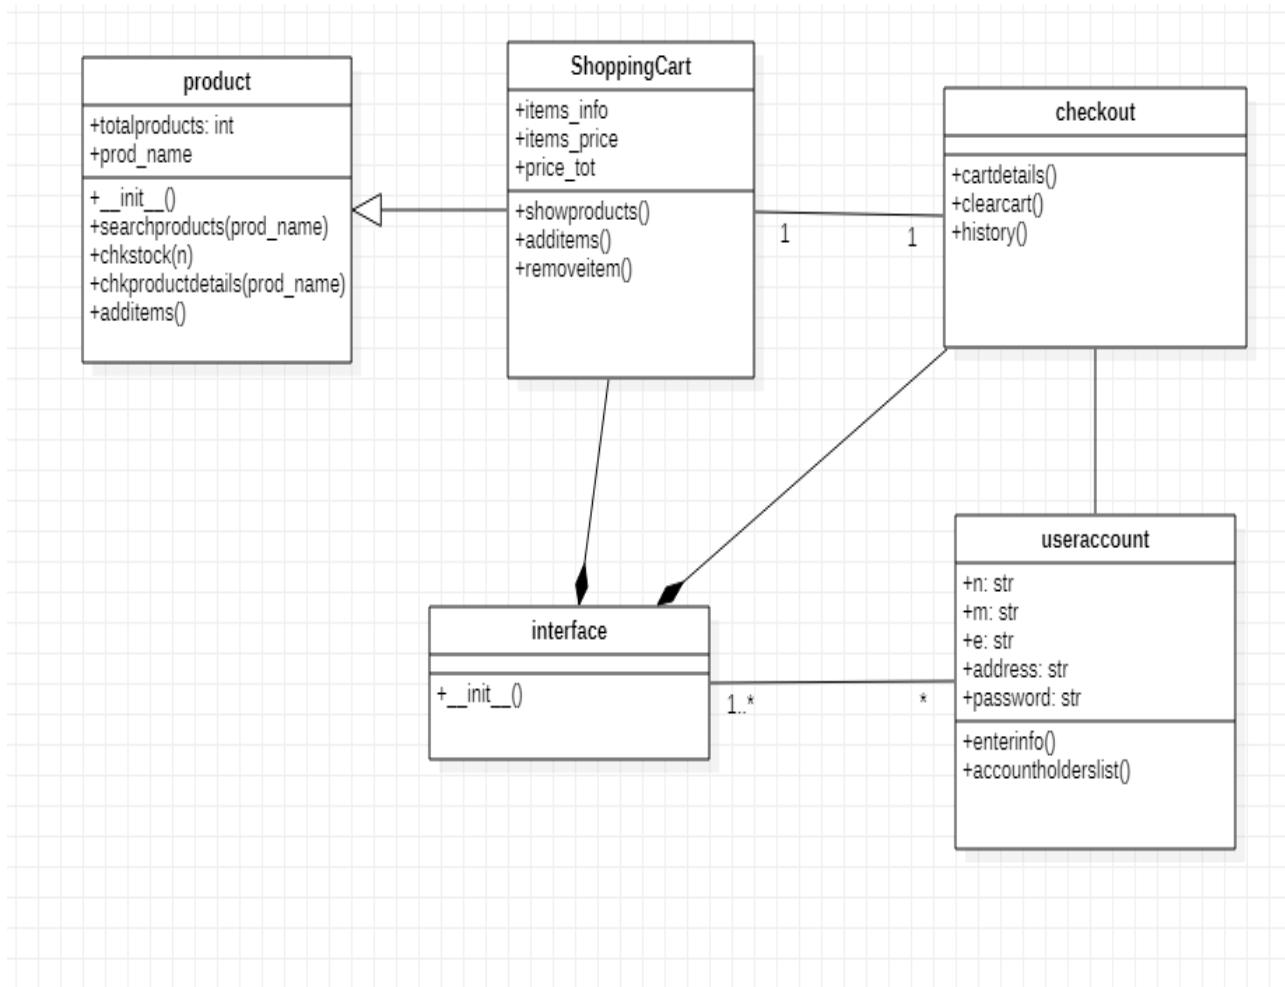 product
+totalproducts: int
+prod_name
+__init__()
+searchproducts(prod_name)
+chkstock(n)
+chkproductdetails(prod_name)
+additems()
ShoppingCart
+items_info
+items_price
+price_tot
+showproducts()
+additems()
+removeitem()
1
1
checkout
+cartdetails()
+clearcart()
+history()
interface
+__init__()
1..*
*
useraccount
+n: str
+m: str
+e: str
+address: str
+password: str
+enterinfo()
+accountholderslist()